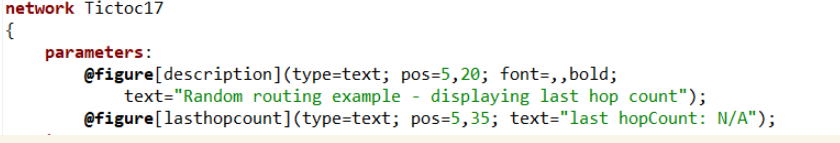 network Tictoc17
{
    parameters:
        @figure[description](type=text; pos=5,20; font=,,bold;
            text="Random routing example - displaying last hop count");
        @figure[lasthopcount](type=text; pos=5,35; text="last hopCount: N/A");